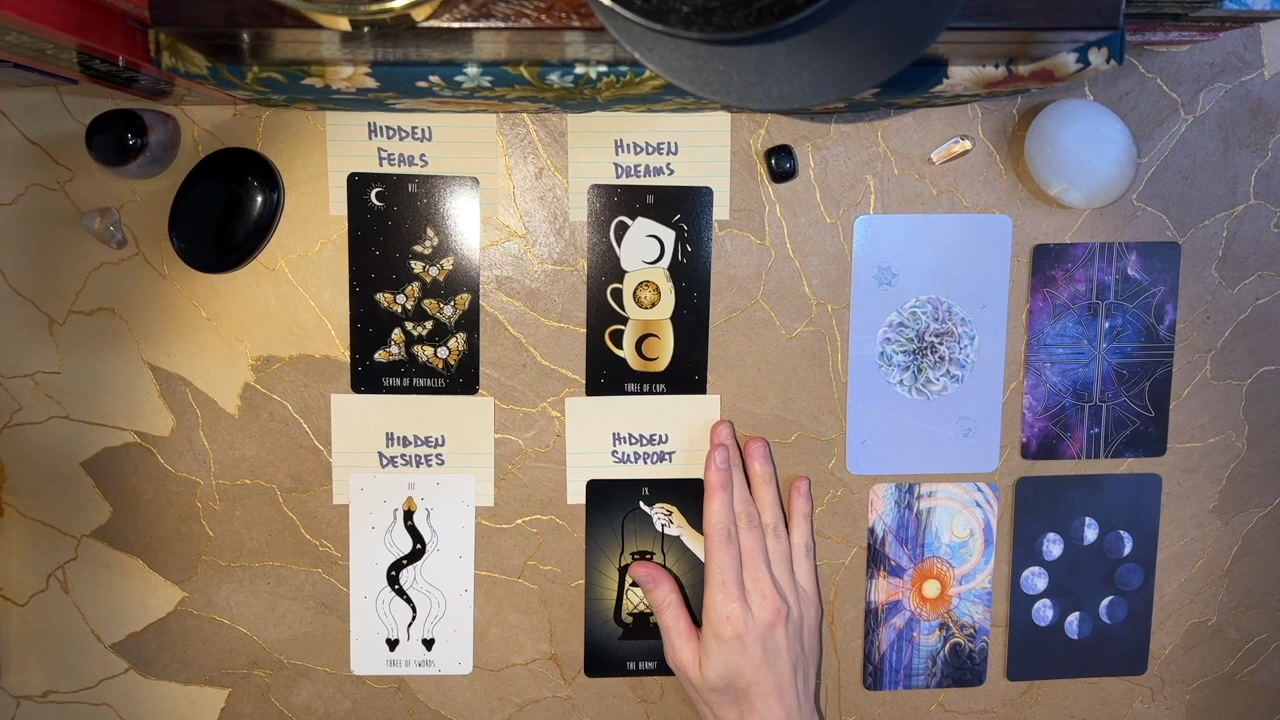 HIDDEN
FEARS
HIDDEN
DREAMS
VII
SEVEN OF PENTACLES
III
THREE OF CUPS
HIDDEN
DESIRES
HIDDEN
SUPPORT
III
THREE OF SWORDS
IX
THE HERMIT